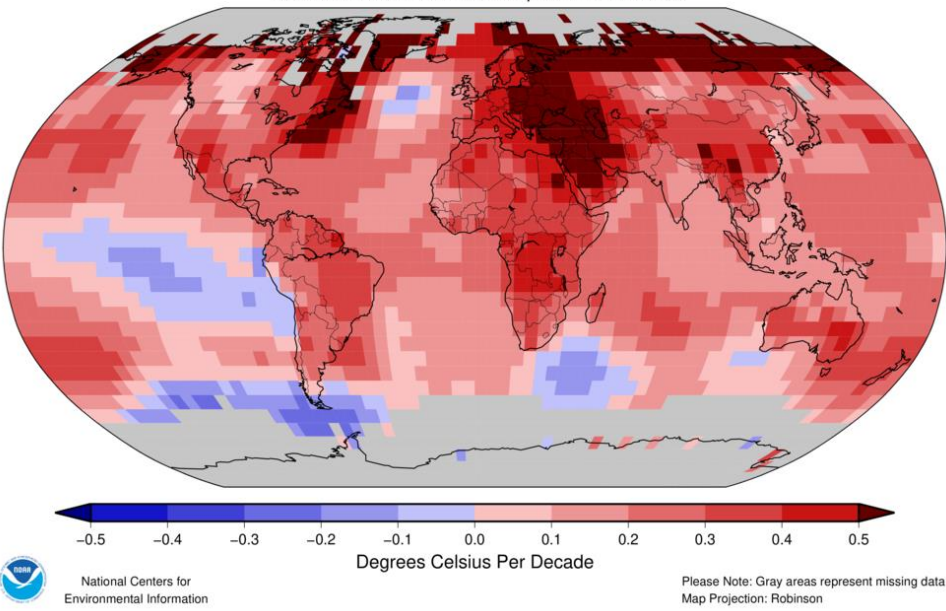 −0.5 −0.4 −0.3 −0.2 −0.1 0.0 0.1 0.2 0.3 0.4 0.5
Degrees Celsius Per Decade
NOAA
National Centers for
Environmental Information
Please Note: Gray areas represent missing data
Map Projection: Robinson